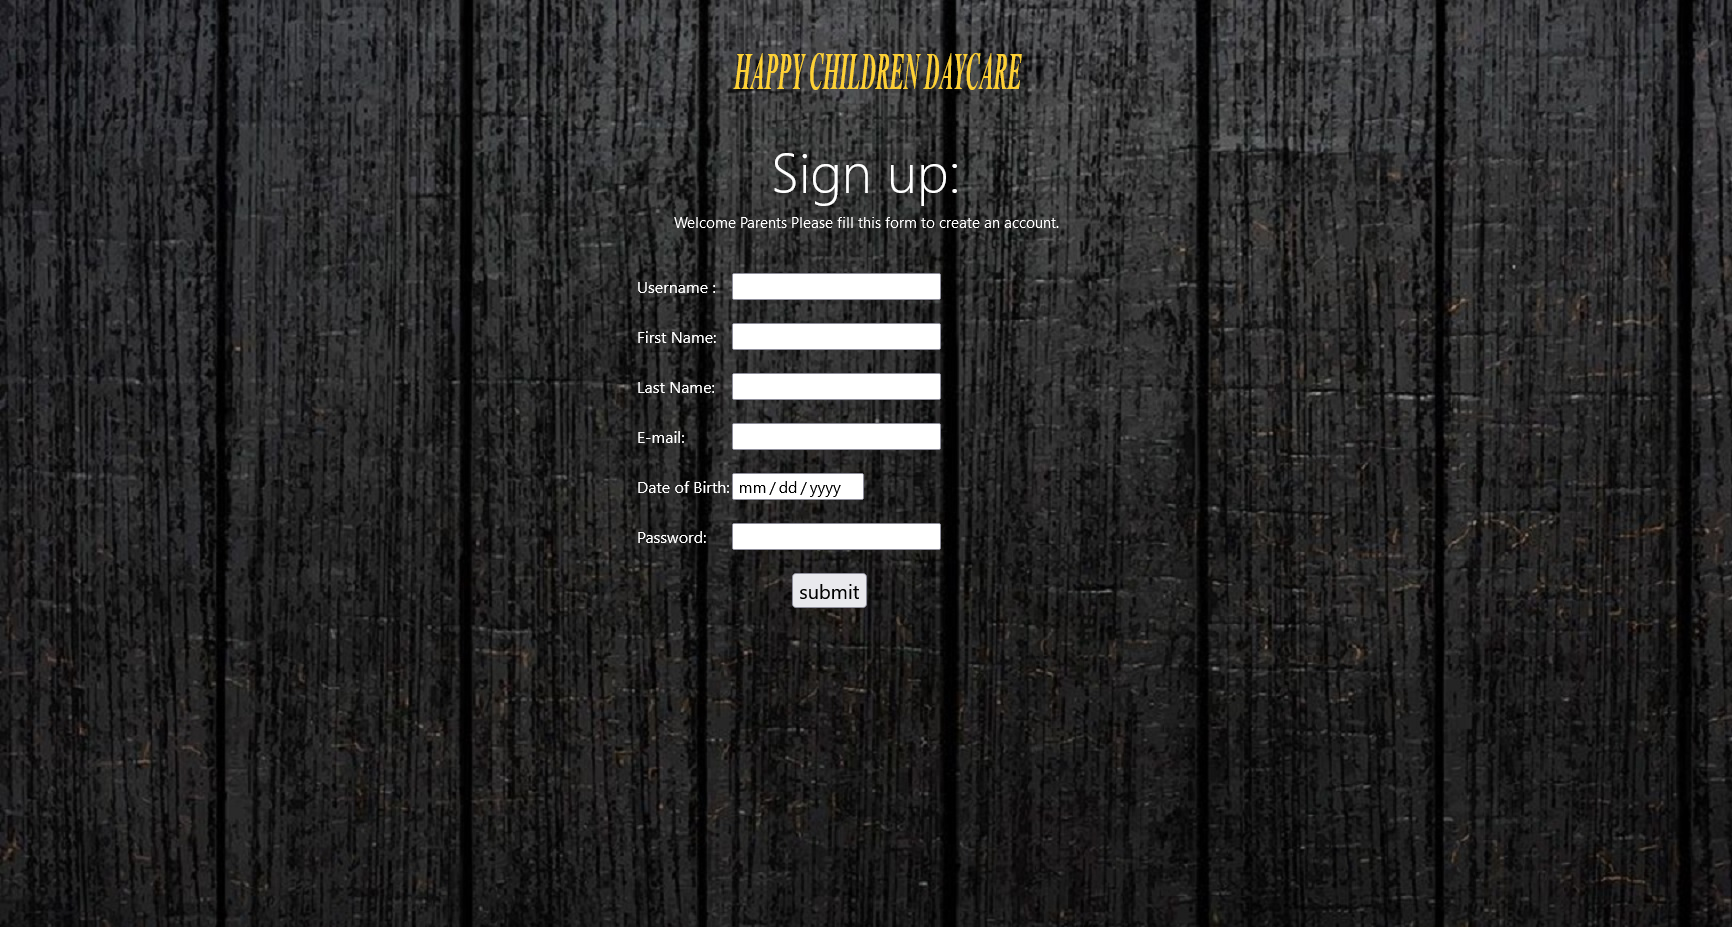 HAPPY CHILDREN DAYCARE
Sign up:
Welcome Parents Please fill this form to create an account.
Username :
First Name:
Last Name:
E-mail:
Date of Birth: mm / dd / yyyy
Password:
submit